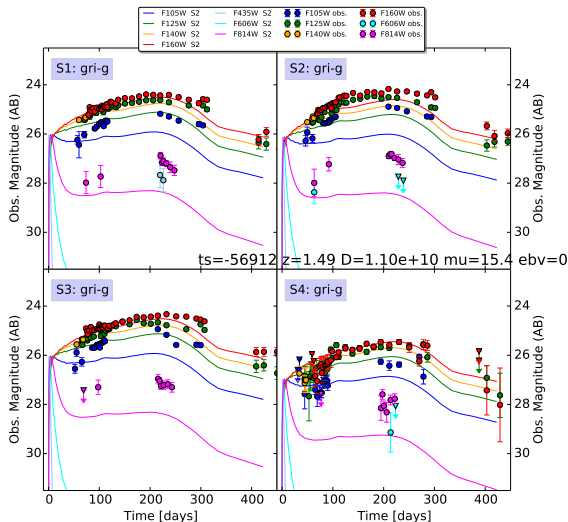 F105W S2 F435W S2 F105W obs. F160W obs.
F125W S2 F606W S2 F125W obs. F606W obs.
F140W S2 F814W S2 F140W obs. F814W obs.
F160W S2
S1: gri-g S2: gri-g
24
26
28
30
Obs. Magnitude (AB)
24
26
28
30
Obs. Magnitude (AB)
ts=-56912 z=1.49 D=1.10e+10 mu=15.4 ebv=0
S3: gri-g S4: gri-g
24
26
28
30
Obs. Magnitude (AB)
24
26
28
30
Obs. Magnitude (AB)
0 100 200 300 400 0 100 200 300 400
Time [days] Time [days]